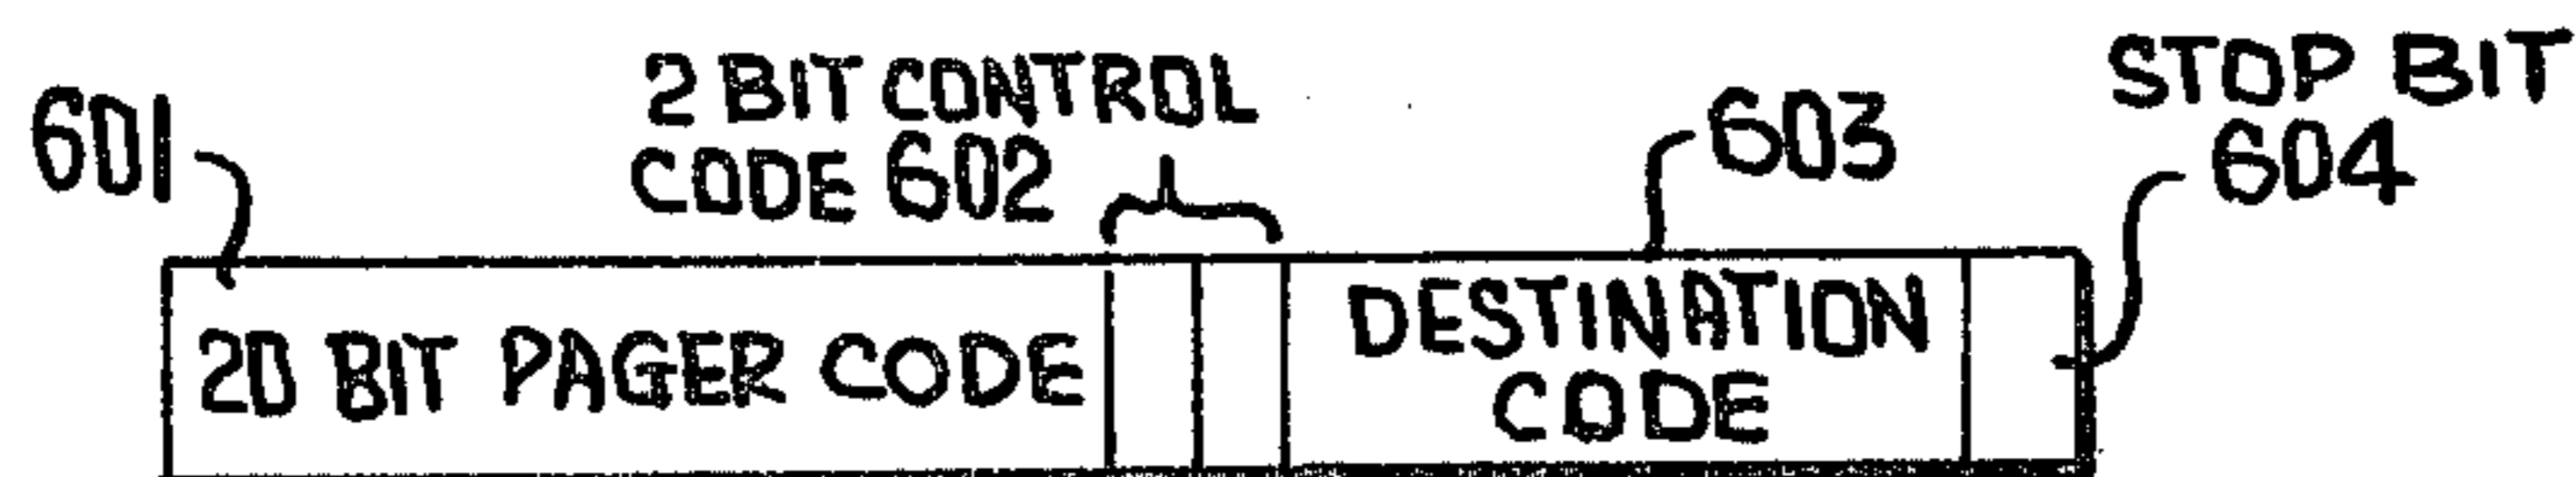 601
2 BIT CONTROL
CODE 602
603
STOP BIT
604
20 BIT PAGER CODE
DESTINATION
CODE